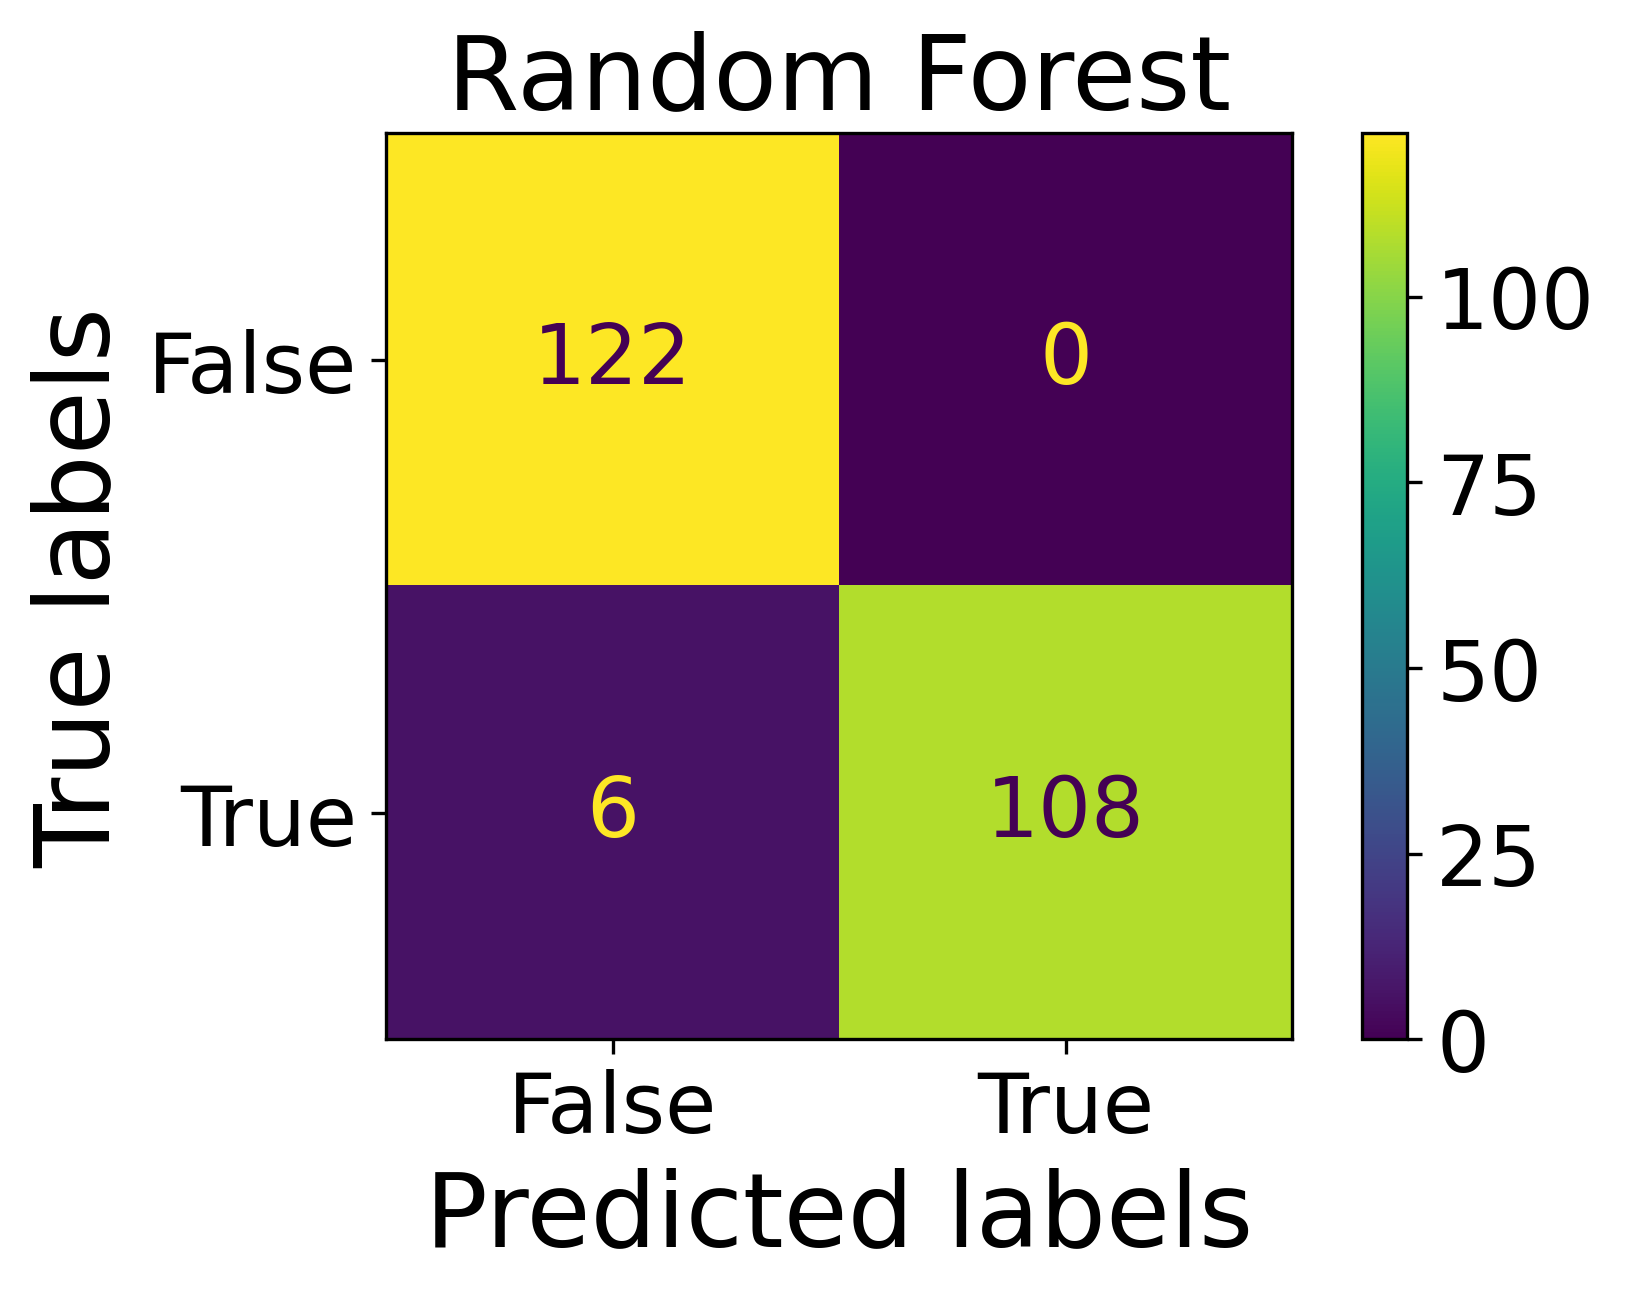 Random Forest
True labels
False
122
0
True
6
108
False
True
Predicted labels
100
75
50
25
0